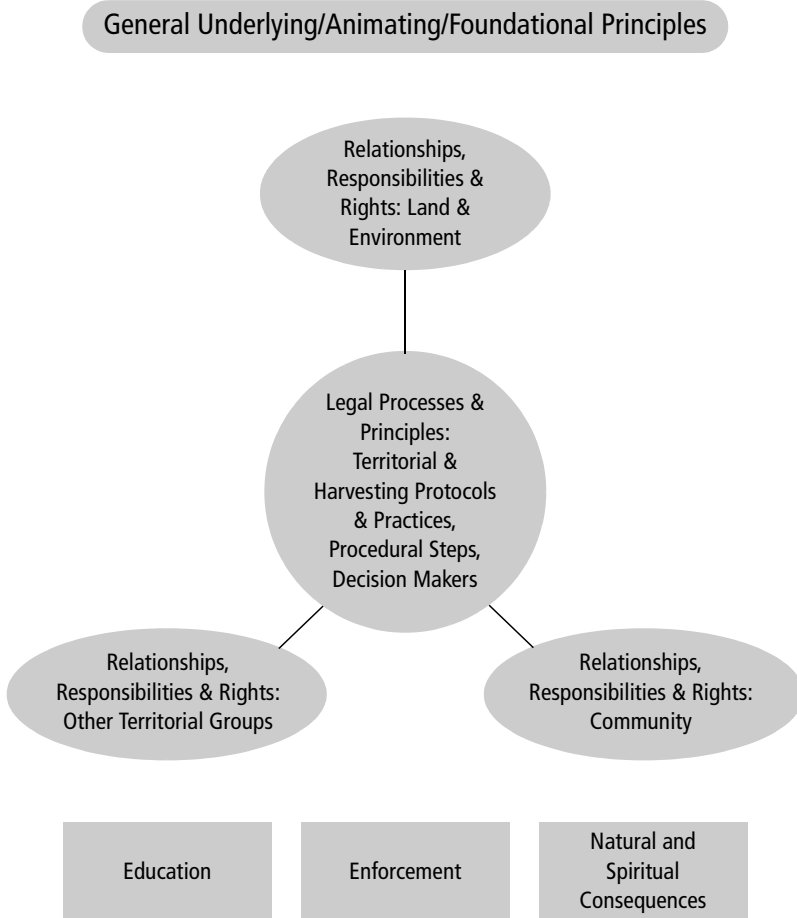 General Underlying/Animating/Foundational Principles
Relationships,
Responsibilities &
Rights: Land &
Environment
Legal Processes &
Principles:
Territorial &
Harvesting Protocols
& Practices,
Procedural Steps,
Decision Makers
Relationships,
Responsibilities & Rights:
Other Territorial Groups
Relationships,
Responsibilities & Rights:
Community
Education
Enforcement
Natural and
Spiritual
Consequences